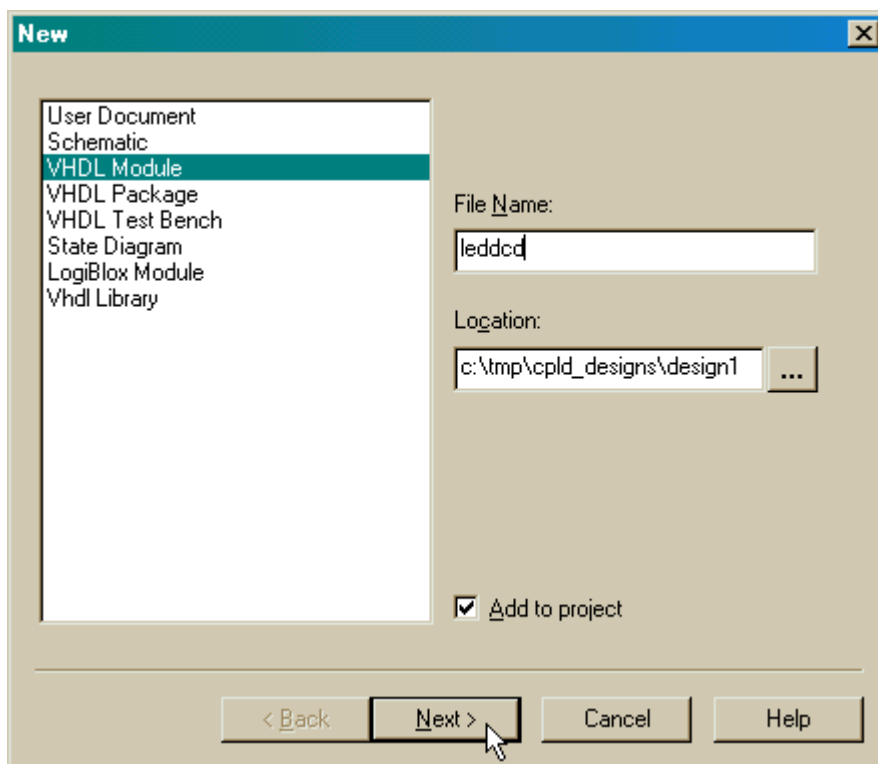 New
User Document
Schematic
VHDL Module
VHDL Package
VHDL Test Bench
State Diagram
LogiBlox Module
Vhdl Library
File Name:
leddcd
Location:
c:\tmp\cpld_designs\design1
...
Add to project
< Back
Next >
Cancel
Help